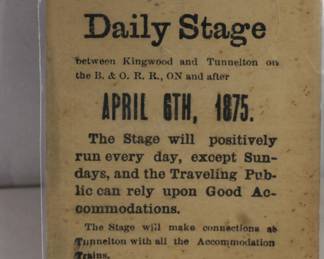 Daily Stage
between Kingwood and Tunnelton on
the B. & O. R. R., ON and after
APRIL 6TH, 1875.
The Stage will positively
run every day, except Sun-
days, and the Traveling Pub-
lic can rely upon Good Ac-
commodations.
The Stage will make connections at
Tunnelton with all the Accommodation
Trains.